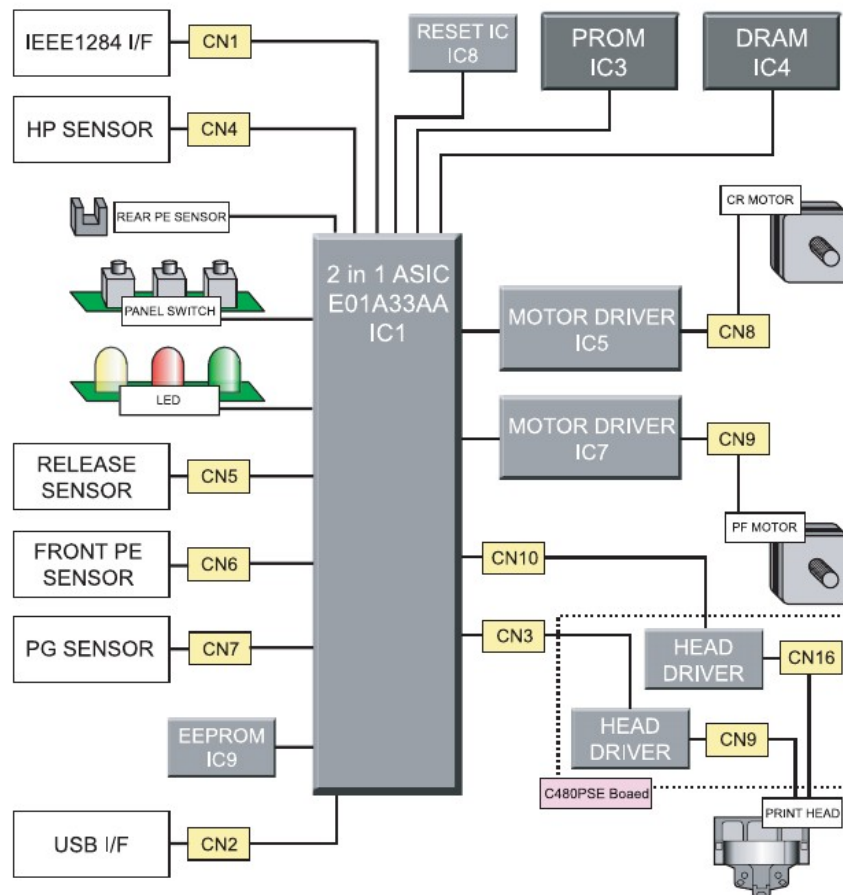 IEEE1284 I/F
CN1
RESET IC
IC8
PROM
IC3
DRAM
IC4
HP SENSOR
CN4
REAR PE SENSOR
CR MOTOR
2 in 1 ASIC
E01A33AA
IC1
PANEL SWITCH
MOTOR DRIVER
IC5
CN8
LED
MOTOR DRIVER
IC7
CN9
RELEASE
SENSOR
CN5
PF MOTOR
FRONT PE
SENSOR
CN6
CN10
PG SENSOR
CN7
CN3
HEAD
DRIVER
CN16
HEAD
DRIVER
CN9
EEPROM
IC9
C480PSE Boaed
PRINT HEAD
USB I/F
CN2